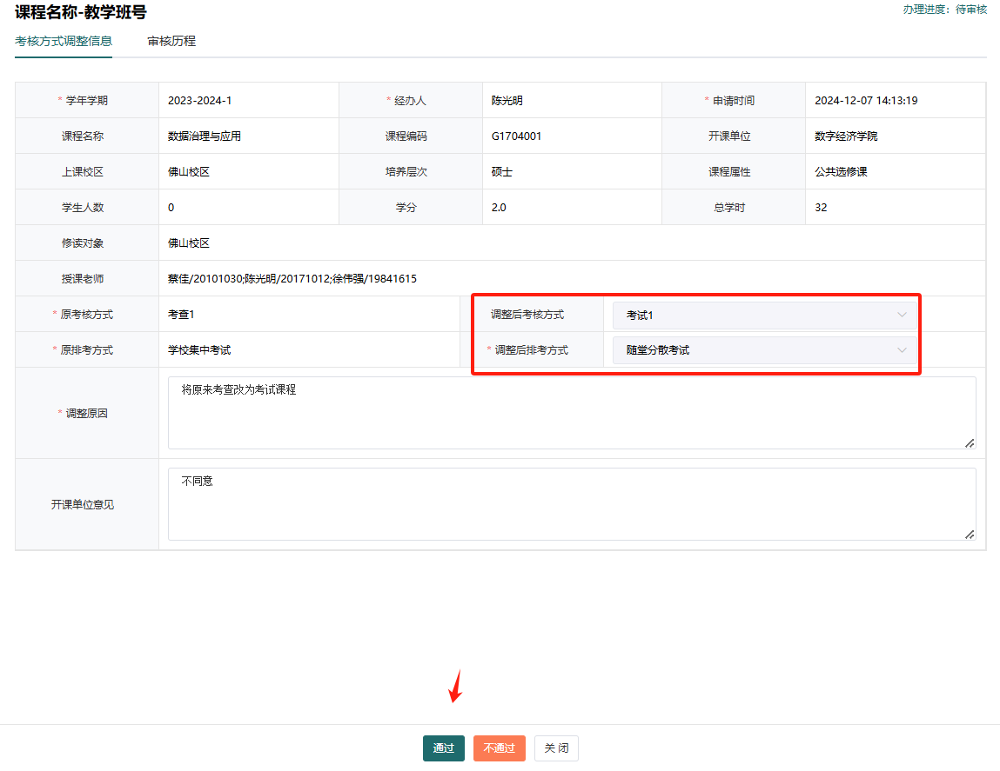 课程名称-教学班号
办理进度：待审核
考核方式调整信息 审核历程
* 学年学期 2023-2024-1 * 经办人 陈光明 * 申请时间 2024-12-07 14:13:19
课程名称 数据治理与应用 课程编码 G1704001 开课单位 数字经济学院
上课校区 佛山校区 培养层次 硕士 课程属性 公共选修课
学生人数 0 学分 2.0 总学时 32
修读对象 佛山校区
授课老师 蔡佳/20101030;陈光明/20171012;徐伟强/19841615
* 原考核方式 考查1 调整后考核方式 考试1
* 原排考方式 学校集中考试 * 调整后排考方式 随堂分散考试
* 调整原因 将原来考查改为考试课程
开课单位意见 不同意
通过 不通过 关 闭